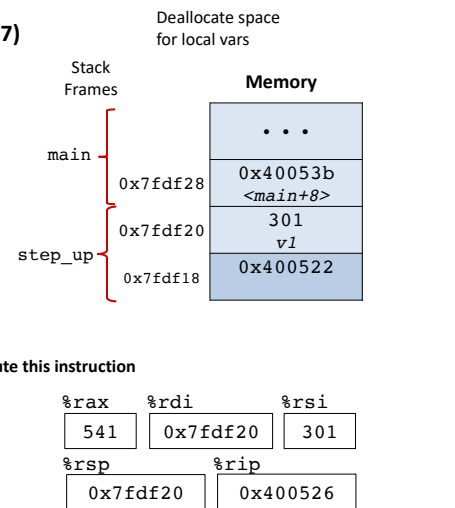 7)
Deallocate space
for local vars
Stack
Frames
Memory
• • •
main
0x7fdf28
0x40053b
<main+8>
0x7fdf20
301
v1
step_up
0x7fdf18
0x400522
ute this instruction
%rax
%rdi
%rsi
541
0x7fdf20
301
%rsp
%rip
0x7fdf20
0x400526